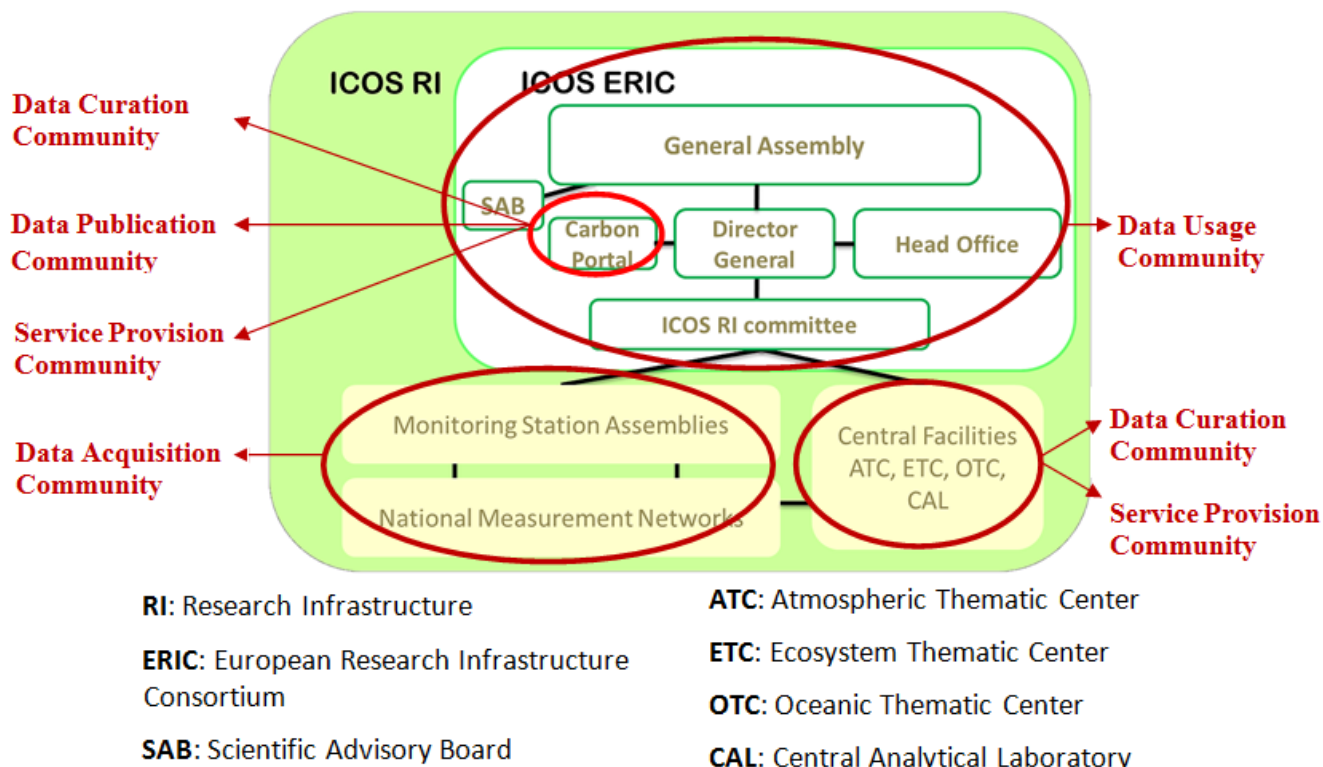 ICOS RI
ICOS ERIC
Data Curation
Community
General Assembly
SAB
Data Publication
Community
Carbon
Portal
Director
General
Head Office
Data Usage
Community
Service Provision
Community
ICOS RI committee
Monitoring Station Assemblies
Data Acquisition
Community
National Measurement Networks
Central Facilities
ATC, ETC, OTC,
CAL
Data Curation
Community
Service Provision
Community
RI: Research Infrastructure
ERIC: European Research Infrastructure
Consortium
SAB: Scientific Advisory Board
ATC: Atmospheric Thematic Center
ETC: Ecosystem Thematic Center
OTC: Oceanic Thematic Center
CAL: Central Analytical Laboratory